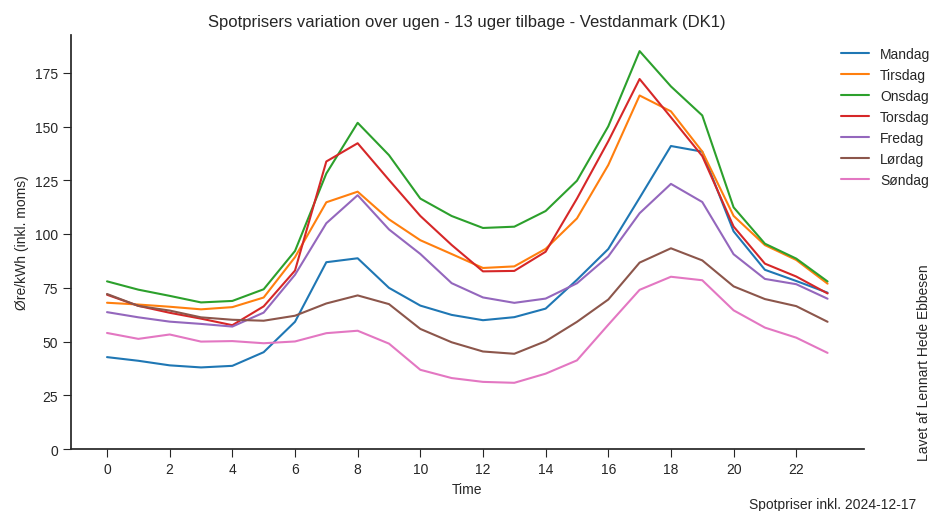 Spotprisers variation over ugen - 13 uger tilbage - Vestdanmark (DK1)
Øre/kWh (inkl. moms)
175
150
125
100
75
50
25
0
0 2 4 6 8 10 12 14 16 18 20 22
Time
Mandag
Tirsdag
Onsdag
Torsdag
Fredag
Lørdag
Søndag
Lavet af Lennart Hede Ebbesen
Spotpriser inkl. 2024-12-17